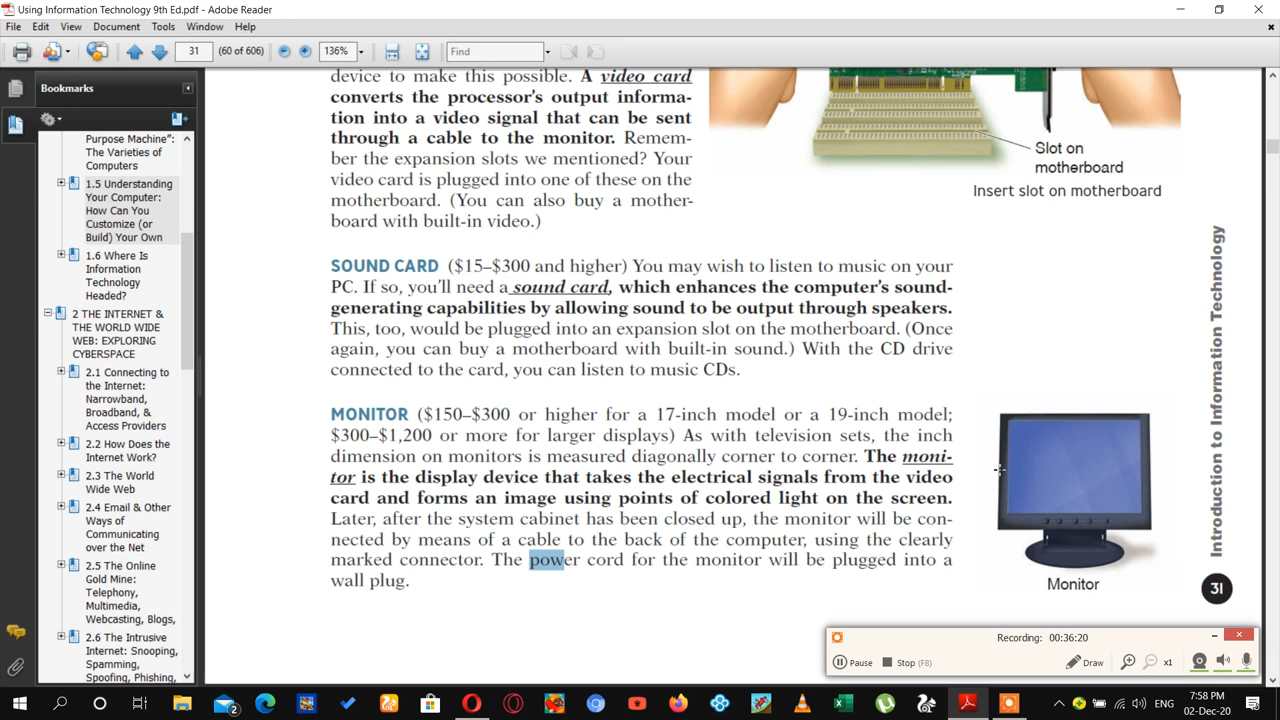 Using Information Technology 9th Ed.pdf - Adobe Reader
File Edit View Document Tools Window Help
31 (60 of 606) 136% Find
Bookmarks
Purpose Machine": The Varieties of Computers
1.5 Understanding
Your Computer:
How Can You
Customize (or
Build) Your Own
1.6 Where Is
Information
Technology
Headed?
2 THE INTERNET &
THE WORLD WIDE
WEB: EXPLORING
CYBERSPACE
2.1 Connecting to
the Internet:
Narrowband,
Broadband, &
Access Providers
2.2 How Does the
Internet Work?
2.3 The World
Wide Web
2.4 Email & Other
Ways of
Communicating
over the Net
2.5 The Online
Gold Mine:
Telephony,
Multimedia,
Webcasting, Blogs,
2.6 The Intrusive
Internet: Snooping,
Spamming,
Spoofing, Phishing,
device to make this possible. A video card
converts the processor's output informa-
tion into a video signal that can be sent
through a cable to the monitor. Remem-
ber the expansion slots we mentioned? Your
video card is plugged into one of these on the
motherboard. (You can also buy a mother-
board with built-in video.)
Slot on
motherboard
Insert slot on motherboard
SOUND CARD ($15–$300 and higher) You may wish to listen to music on your
PC. If so, you'll need a sound card, which enhances the computer's sound-
generating capabilities by allowing sound to be output through speakers.
This, too, would be plugged into an expansion slot on the motherboard. (Once
again, you can buy a motherboard with built-in sound.) With the CD drive
connected to the card, you can listen to music CDs.
MONITOR ($150–$300 or higher for a 17-inch model or a 19-inch model;
$300–$1,200 or more for larger displays) As with television sets, the inch
dimension on monitors is measured diagonally corner to corner. The moni-
tor is the display device that takes the electrical signals from the video
card and forms an image using points of colored light on the screen.
Later, after the system cabinet has been closed up, the monitor will be con-
nected by means of a cable to the back of the computer, using the clearly
marked connector. The power cord for the monitor will be plugged into a
wall plug.
Monitor
Introduction to Information Technology
31
Recording: 00:36:20
Pause Stop (F8) Draw x1
2 ENG 7:58 PM
02-Dec-20